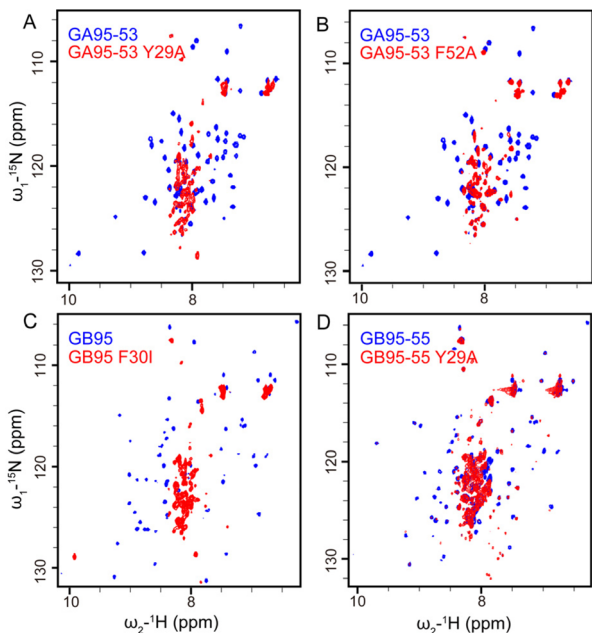 A
GA95-53
GA95-53 Y29A
B
GA95-53
GA95-53 F52A
110
120
130
ω₁-¹⁵N (ppm)
10
8
10
8
C
GB95
GB95 F30I
D
GB95-55
GB95-55 Y29A
110
120
130
ω₁-¹⁵N (ppm)
10
8
10
8
ω₂-¹H (ppm)
ω₂-¹H (ppm)